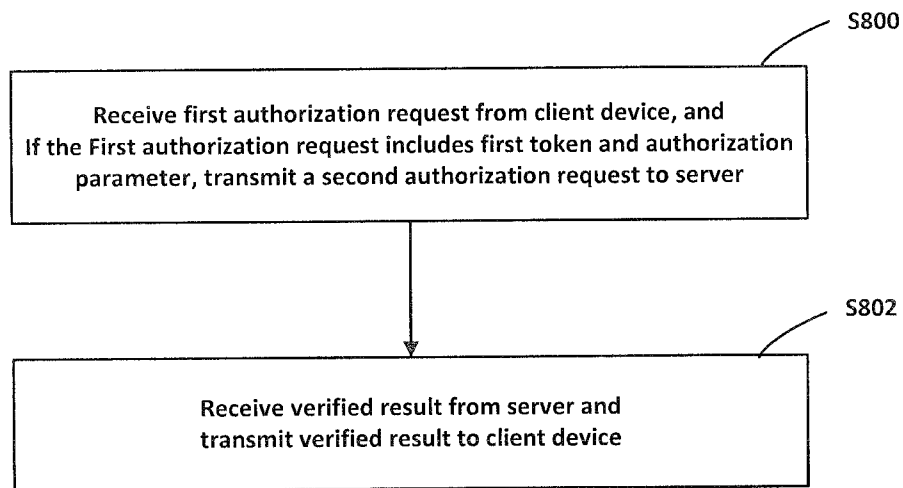 S800
Receive first authorization request from client device, and
If the First authorization request includes first token and authorization
parameter, transmit a second authorization request to server
S802
Receive verified result from server and
transmit verified result to client device